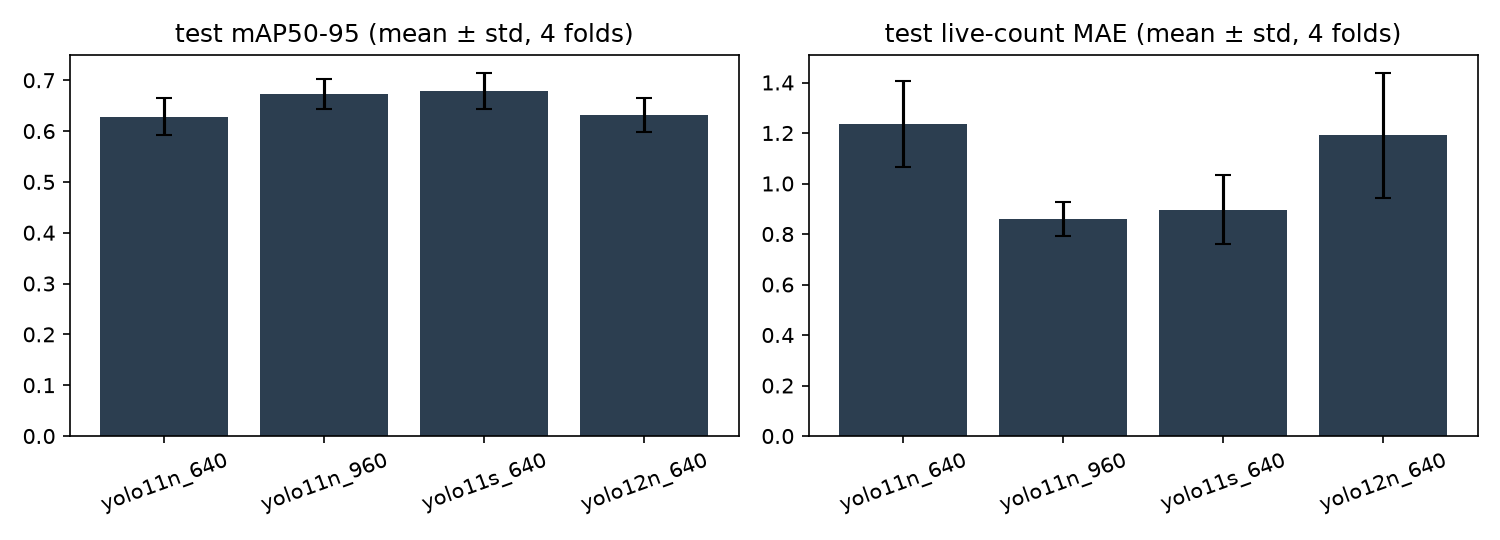 test mAP50-95 (mean ± std, 4 folds)
0.7
0.6
0.5
0.4
0.3
0.2
0.1
0.0
yolo11n_640
yolo11n_960
yolo11s_640
yolo12n_640
test live-count MAE (mean ± std, 4 folds)
1.4
1.2
1.0
0.8
0.6
0.4
0.2
0.0
yolo11n_640
yolo11n_960
yolo11s_640
yolo12n_640